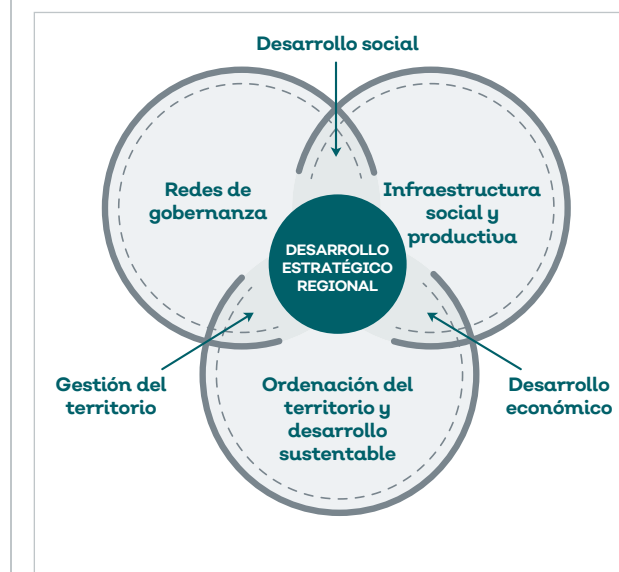 Desarrollo social
Redes de
gobernanza
Infraestructura
social y
productiva
DESARROLLO
ESTRATÉGICO
REGIONAL
Gestión del
territorio
Ordenación del
territorio y
desarrollo
sustentable
Desarrollo
económico